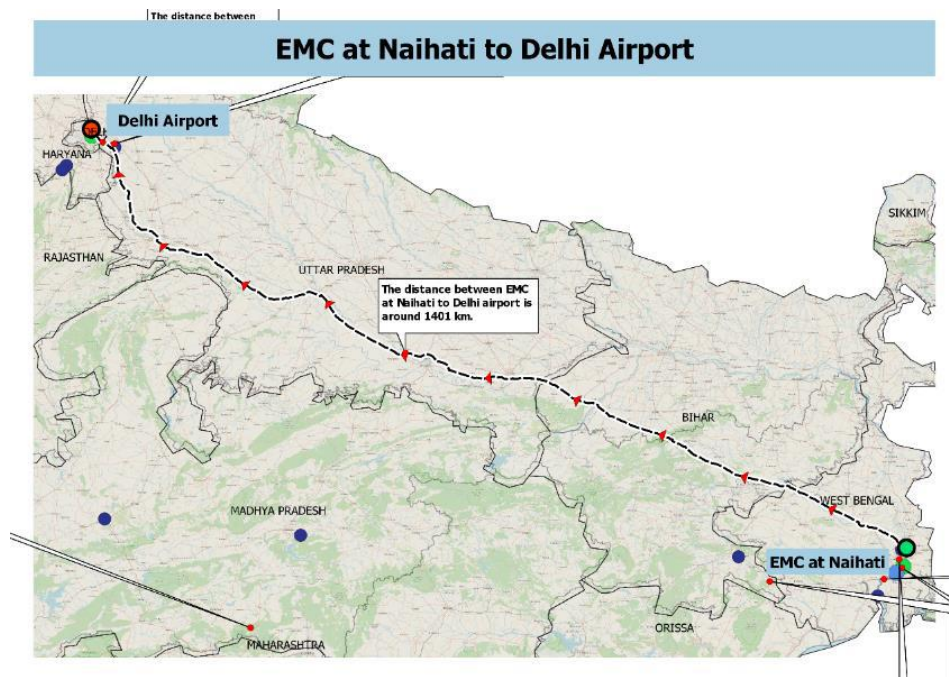 The distance between
EMC at Naihati to Delhi Airport
Delhi Airport
HARYANA
SIKKIM
RAJASTHAN
UTTAR PRADESH
The distance between EMC
at Naihati to Delhi airport is
around 1401 km.
BIHAR
WEST BENGAL
MADHYA PRADESH
EMC at Naihati
ORISSA
MAHARASHTRA